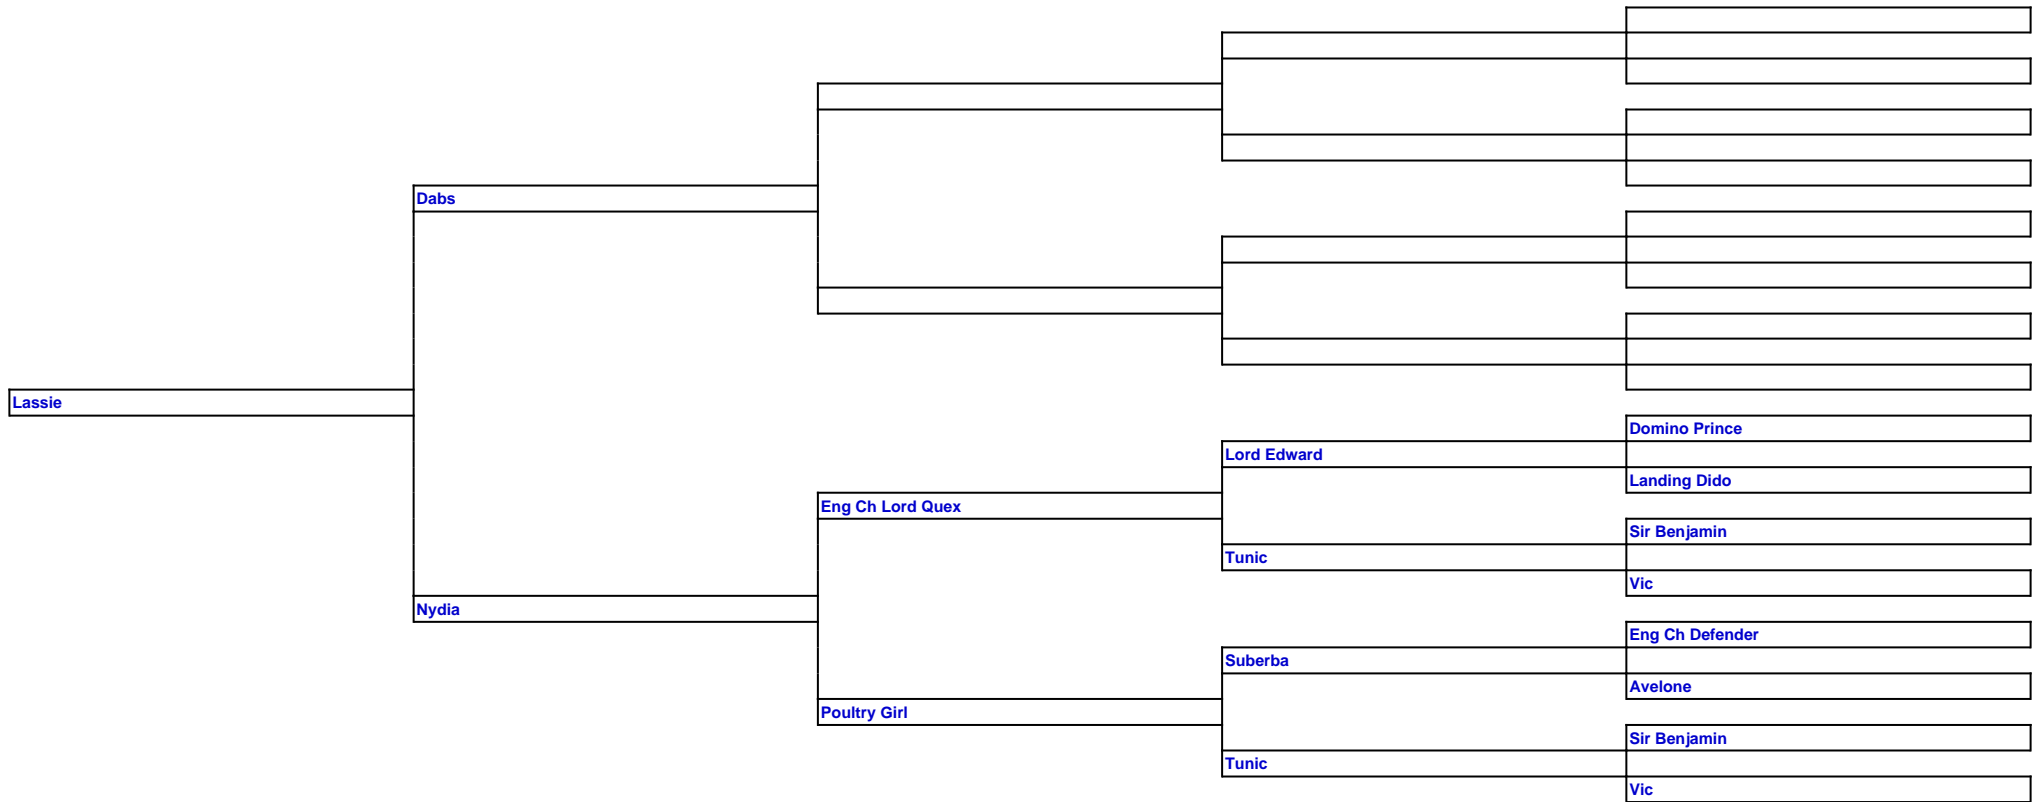 Dabs
Lassie
Domino Prince
Lord Edward
Landing Dido
Eng Ch Lord Quex
Sir Benjamin
Tunic
Vic
Nydia
Eng Ch Defender
Suberba
Avelone
Poultry Girl
Sir Benjamin
Tunic
Vic